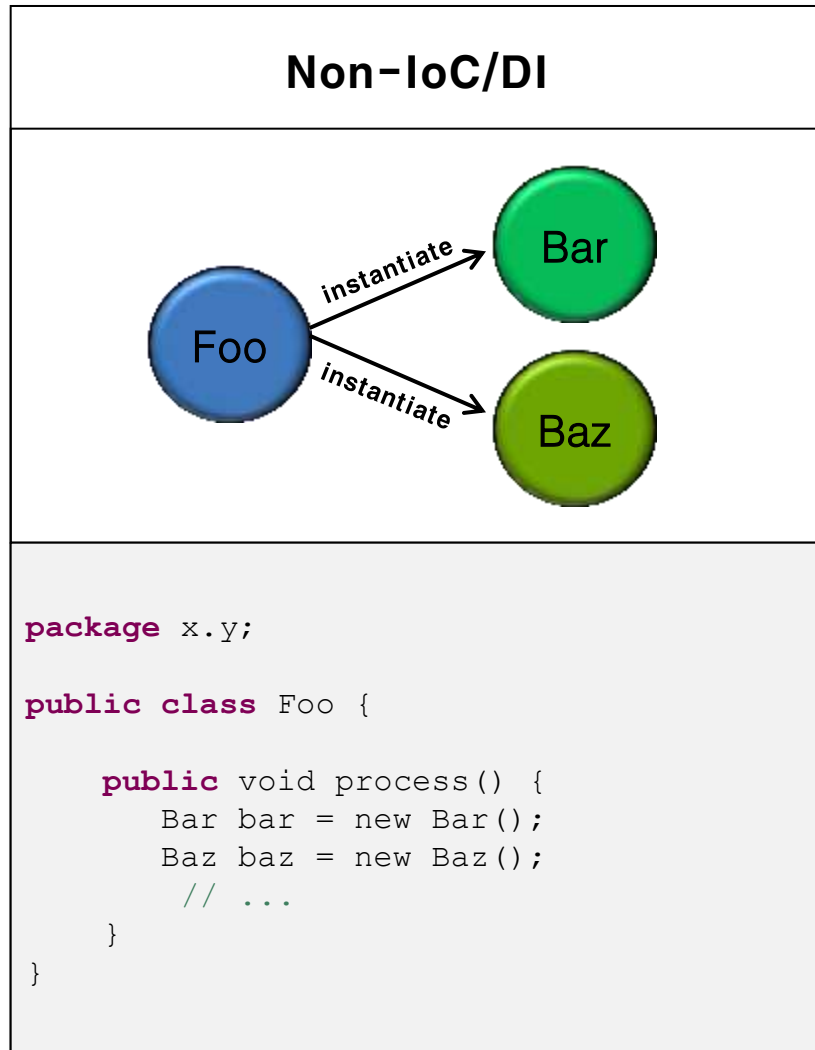 Non-IoC/DI
Bar
instantiate
Foo
instantiate
Baz
package x.y;
public class Foo {
public void process() {
Bar bar = new Bar();
Baz baz = new Baz();
// ...
}
}